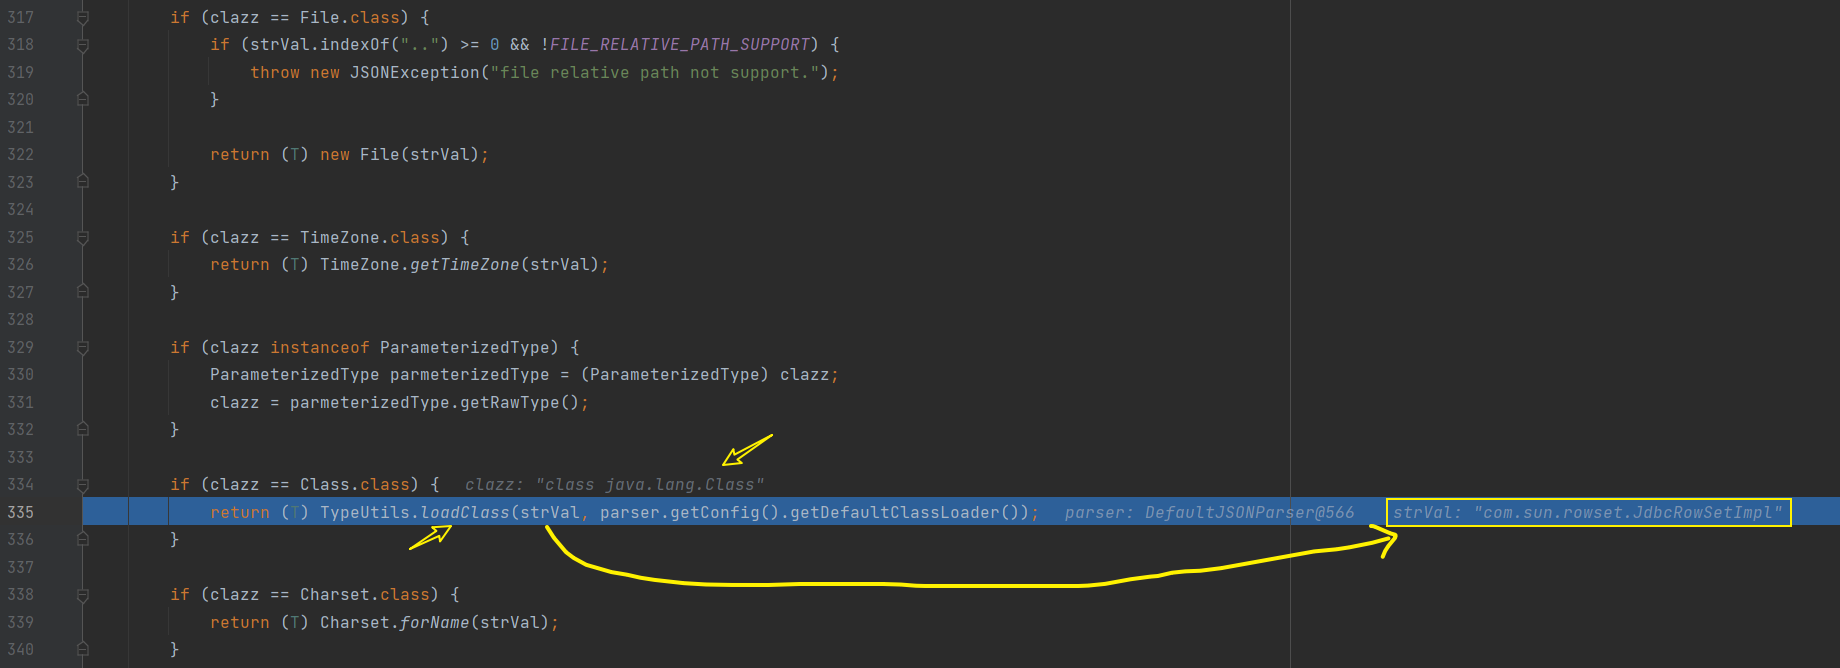 317 if (clazz == File.class) {
318 if (strVal.indexOf("..") >= 0 && !FILE_RELATIVE_PATH_SUPPORT) {
319 throw new JSONException("file relative path not support.");
320 }
321
322 return (T) new File(strVal);
323 }
324
325 if (clazz == TimeZone.class) {
326 return (T) TimeZone.getTimeZone(strVal);
327 }
328
329 if (clazz instanceof ParameterizedType) {
330 ParameterizedType parmeterizedType = (ParameterizedType) clazz;
331 clazz = parmeterizedType.getRawType();
332 }
333
334 if (clazz == Class.class) { clazz: "class java.lang.Class"
335 return (T) TypeUtils.loadClass(strVal, parser.getConfig().getDefaultClassLoader()); parser: DefaultJSONParser@566 strVal: "com.sun.rowset.JdbcRowSetImpl"
336 }
337
338 if (clazz == Charset.class) {
339 return (T) Charset.forName(strVal);
340 }